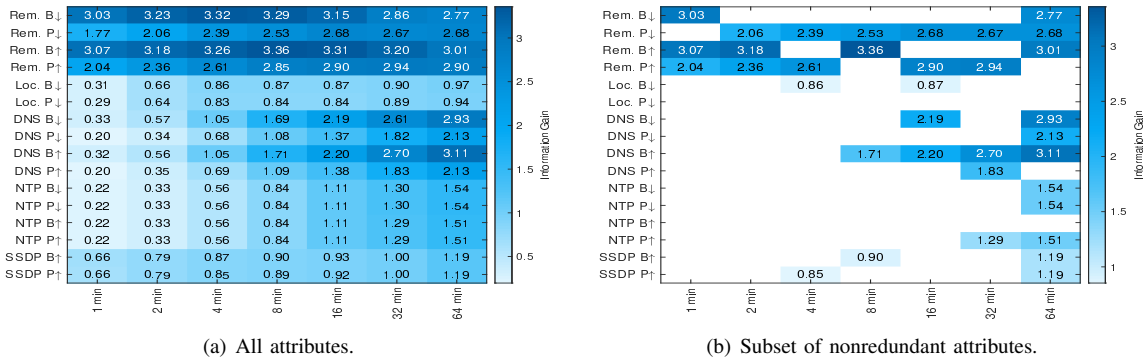 Rem. B↓ 3.03 3.23 3.32 3.29 3.15 2.86 2.77
Rem. P↓ 1.77 2.06 2.39 2.53 2.68 2.67 2.68
Rem. B↑ 3.07 3.18 3.26 3.36 3.31 3.20 3.01
Rem. P↑ 2.04 2.36 2.61 2.85 2.90 2.94 2.90
Loc. B↓ 0.31 0.66 0.86 0.87 0.87 0.90 0.97
Loc. P↓ 0.29 0.64 0.83 0.84 0.84 0.89 0.94
DNS B↓ 0.33 0.57 1.05 1.69 2.19 2.61 2.93
DNS P↓ 0.20 0.34 0.68 1.08 1.37 1.82 2.13
DNS B↑ 0.32 0.56 1.05 1.71 2.20 2.70 3.11
DNS P↑ 0.20 0.35 0.69 1.09 1.38 1.83 2.13
NTP B↓ 0.22 0.33 0.56 0.84 1.11 1.30 1.54
NTP P↓ 0.22 0.33 0.56 0.84 1.11 1.30 1.54
NTP B↑ 0.22 0.33 0.56 0.84 1.11 1.29 1.51
NTP P↑ 0.22 0.33 0.56 0.84 1.11 1.29 1.51
SSDP B↑ 0.66 0.79 0.87 0.90 0.93 1.00 1.19
SSDP P↑ 0.66 0.79 0.85 0.89 0.92 1.00 1.19
1 min 2 min 4 min 8 min 16 min 32 min 64 min
3
2.5
2
1.5
1
0.5
Information Gain
(a) All attributes.
Rem. B↓ 3.03 2.77
Rem. P↓ 2.06 2.39 2.53 2.68 2.67 2.68
Rem. B↑ 3.07 3.18 3.36 3.01
Rem. P↑ 2.04 2.36 2.61 2.90 2.94
Loc. B↓ 0.86 0.87
Loc. P↓
DNS B↓ 2.19 2.93
DNS P↓ 2.13
DNS B↑ 1.71 2.20 2.70 3.11
DNS P↑ 1.83
NTP B↓ 1.54
NTP P↓ 1.54
NTP B↑
NTP P↑ 1.29 1.51
SSDP B↑ 0.90 1.19
SSDP P↑ 0.85 1.19
1 min 2 min 4 min 8 min 16 min 32 min 64 min
3
2.5
2
1.5
1
Information Gain
(b) Subset of nonredundant attributes.